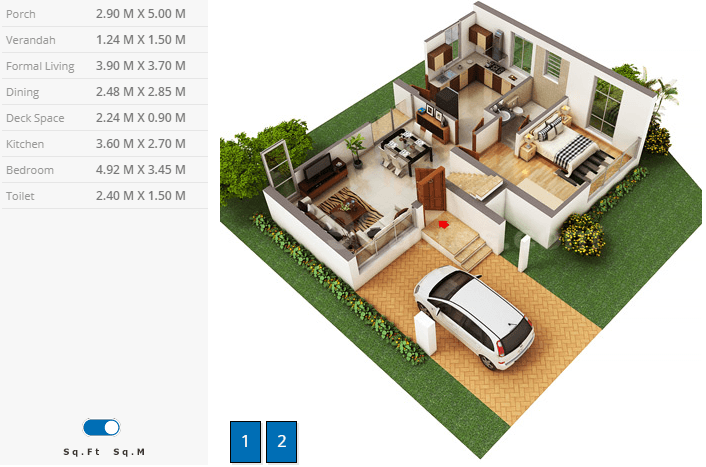 Porch 2.90 M X 5.00 M
Verandah 1.24 M X 1.50 M
Formal Living 3.90 M X 3.70 M
Dining 2.48 M X 2.85 M
Deck Space 2.24 M X 0.90 M
Kitchen 3.60 M X 2.70 M
Bedroom 4.92 M X 3.45 M
Toilet 2.40 M X 1.50 M
Sq.Ft Sq.M
1 2